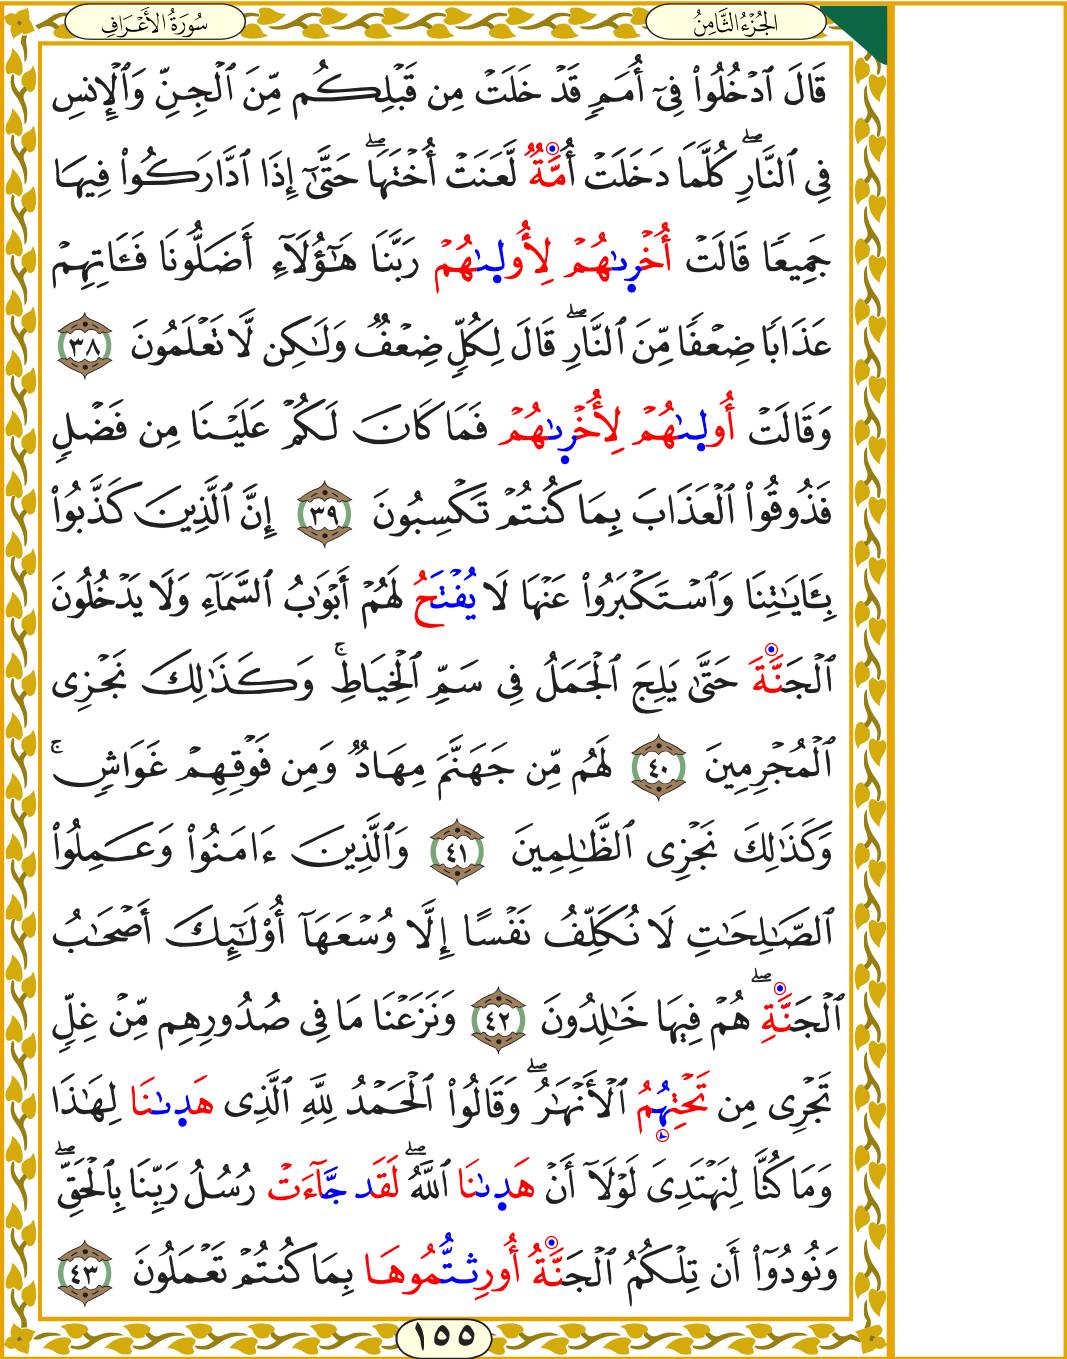 الجُزْءُ الثَّامِنُ
سُورَةُ الأَعْرَافِ
قَالَ ٱدۡخُلُواْ فِيٓ أُمَمٖ قَدۡ خَلَتۡ مِن قَبۡلِكُم مِّنَ ٱلۡجِنِّ وَٱلۡإِنسِ
فِي ٱلنَّارِۖ كُلَّمَا دَخَلَتۡ أُمَّةٞ لَّعَنَتۡ أُخۡتَهَاۖ حَتَّىٰٓ إِذَا ٱدَّارَكُواْ فِيهَا
جَمِيعٗا قَالَتۡ أُخۡرِىٰهُمۡ لِأُولِىٰهُمۡ رَبَّنَا هَٰٓؤُلَآءِ أَضَلُّونَا فَـَٔاتِهِمۡ
عَذَابٗا ضِعۡفٗا مِّنَ ٱلنَّارِۖ قَالَ لِكُلّٖ ضِعۡفٞ وَلَٰكِن لَّا تَعۡلَمُونَ ٣٨
وَقَالَتۡ أُولِىٰهُمۡ لِأُخۡرِىٰهُمۡ فَمَا كَانَ لَكُمۡ عَلَيۡنَا مِن فَضۡلٖ
فَذُوقُواْ ٱلۡعَذَابَ بِمَا كُنتُمۡ تَكۡسِبُونَ ٣٩ إِنَّ ٱلَّذِينَ كَذَّبُواْ
بِـَٔايَٰتِنَا وَٱسۡتَكۡبَرُواْ عَنۡهَا لَا يُفۡتَحُ لَهُمۡ أَبۡوَٰبُ ٱلسَّمَآءِ وَلَا يَدۡخُلُونَ
ٱلۡجَنَّةَ حَتَّىٰ يَلِجَ ٱلۡجَمَلُ فِي سَمِّ ٱلۡخِيَاطِۚ وَكَذَٰلِكَ نَجۡزِي
ٱلۡمُجۡرِمِينَ ٤٠ لَهُم مِّن جَهَنَّمَ مِهَادٞ وَمِن فَوۡقِهِمۡ غَوَاشٖۚ
وَكَذَٰلِكَ نَجۡزِي ٱلظَّٰلِمِينَ ٤١ وَٱلَّذِينَ ءَامَنُواْ وَعَمِلُواْ
ٱلصَّٰلِحَٰتِ لَا نُكَلِّفُ نَفۡسًا إِلَّا وُسۡعَهَآ أُوْلَٰٓئِكَ أَصۡحَٰبُ
ٱلۡجَنَّةِۖ هُمۡ فِيهَا خَٰلِدُونَ ٤٢ وَنَزَعۡنَا مَا فِي صُدُورِهِم مِّنۡ غِلّٖ
تَجۡرِي مِن تَحۡتِهُمُ ٱلۡأَنۡهَٰرُۖ وَقَالُواْ ٱلۡحَمۡدُ لِلَّهِ ٱلَّذِي هَدِىٰنَا لِهَٰذَا
وَمَا كُنَّا لِنَهۡتَدِيَ لَوۡلَآ أَنۡ هَدِىٰنَا ٱللَّهُۖ لَقَد جَّآءَتۡ رُسُلُ رَبِّنَا بِٱلۡحَقِّۖ
وَنُودُوٓاْ أَن تِلۡكُمُ ٱلۡجَنَّةُ أُورِثتُّمُوهَا بِمَا كُنتُمۡ تَعۡمَلُونَ ٤٣
١٥٥